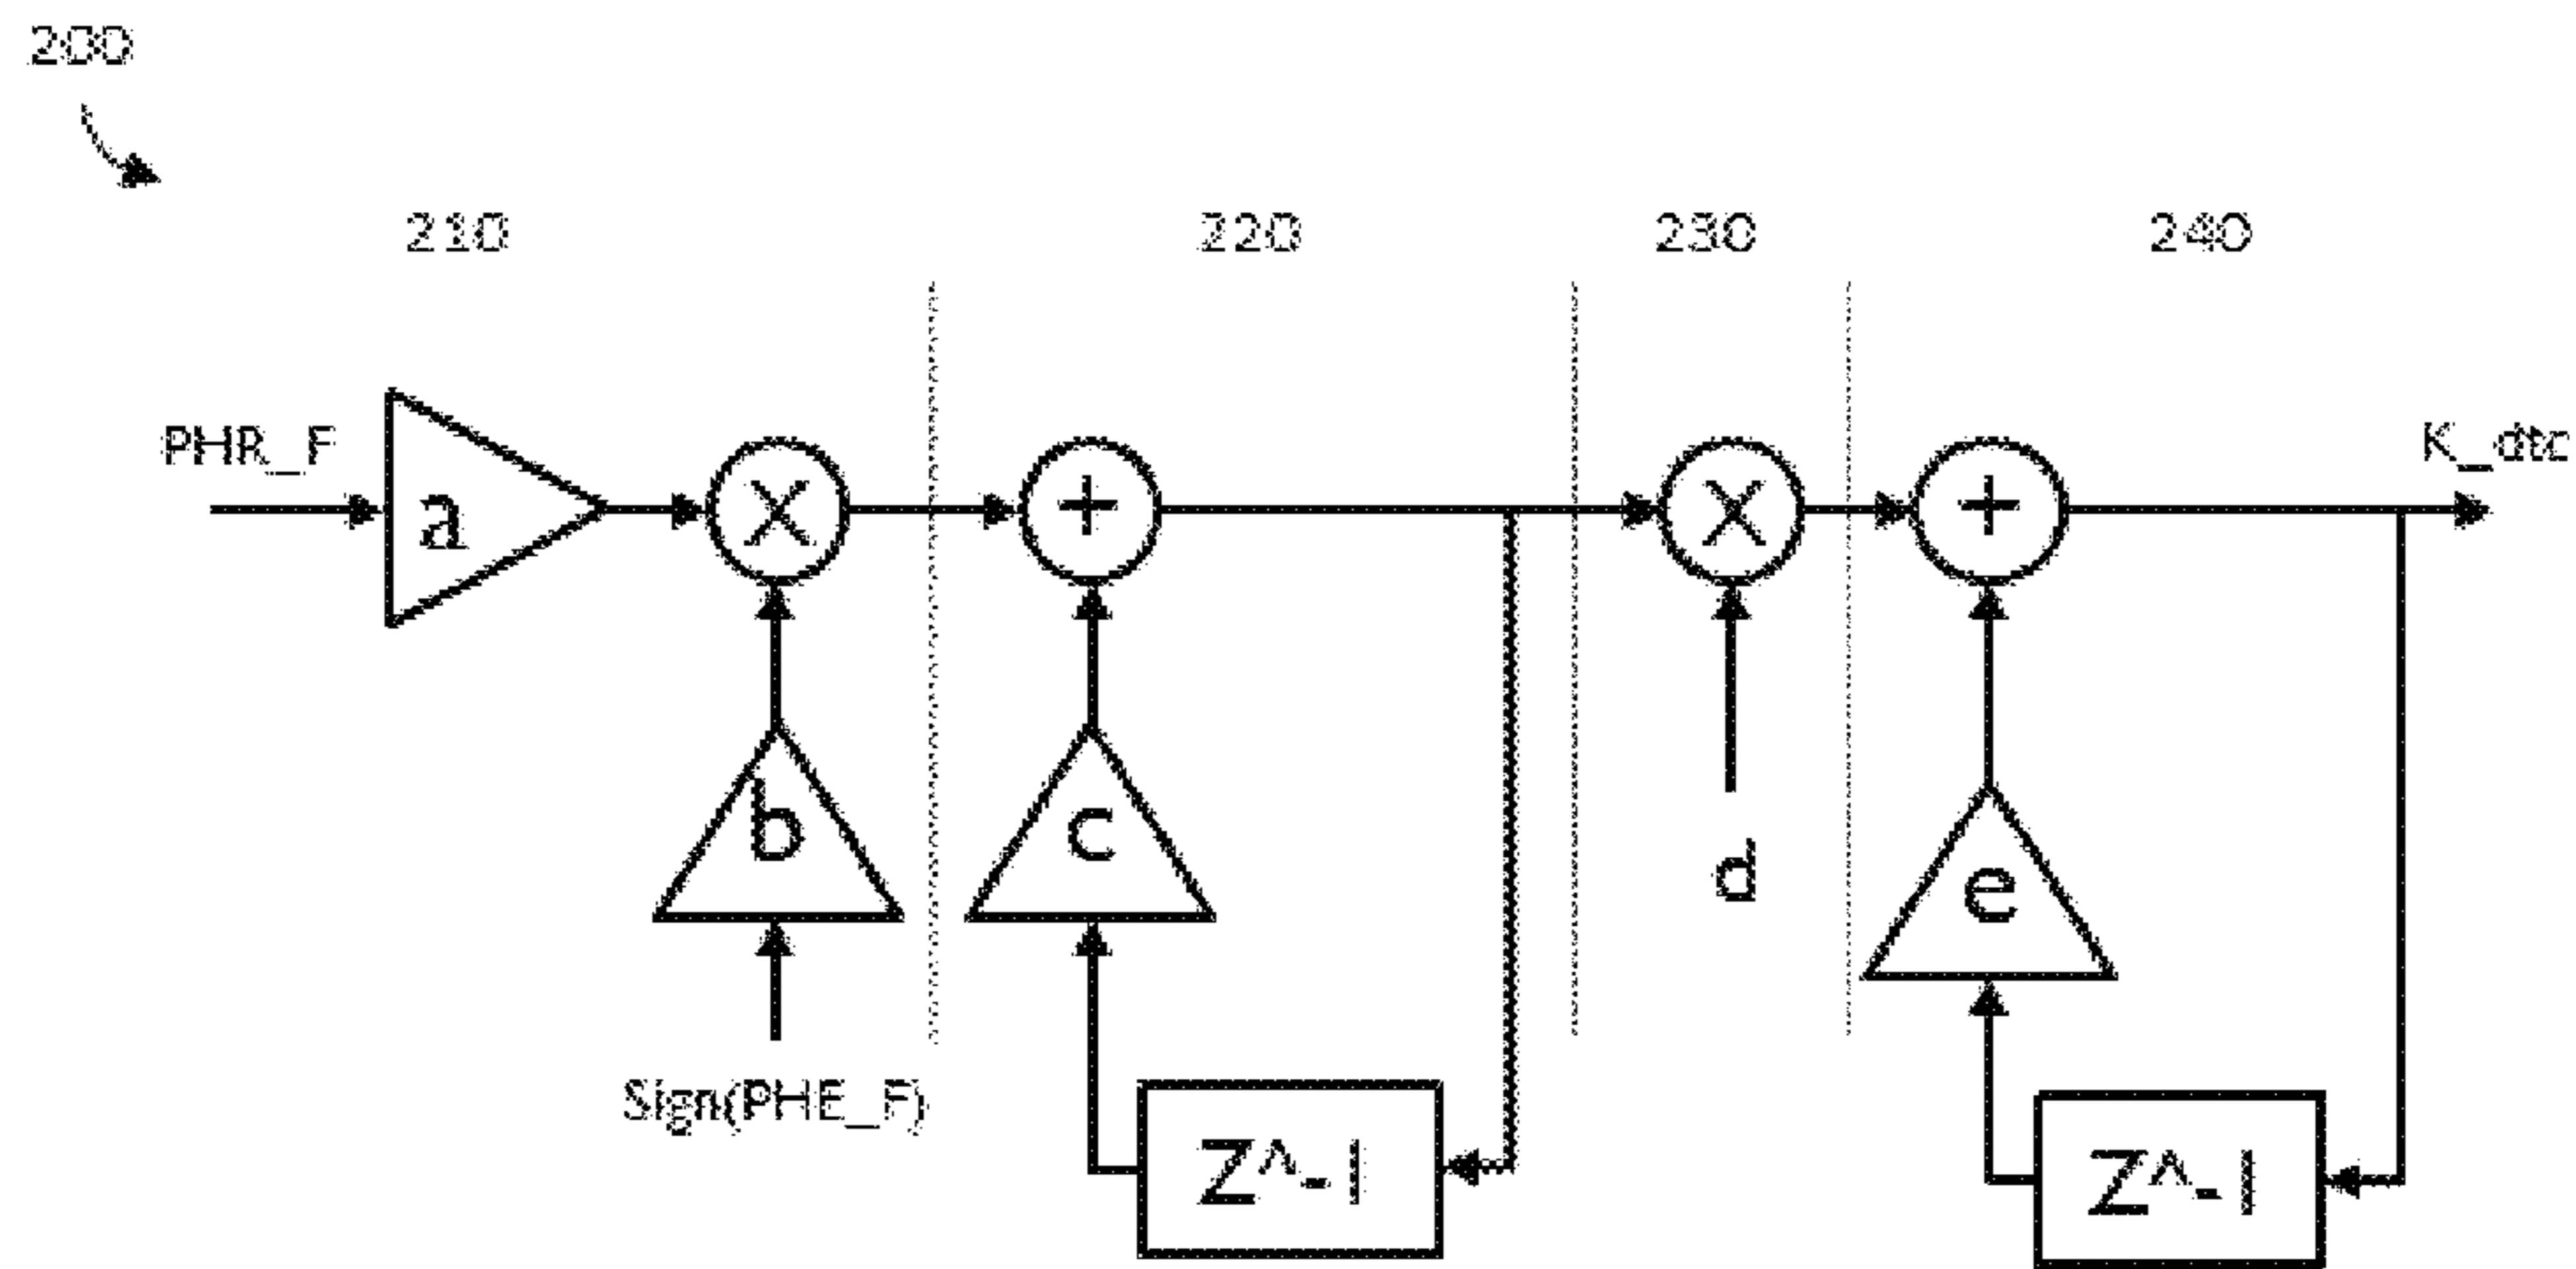 200
210
220
230
240
PHR_F
K_dtc
a
×
+
×
+
b
c
d
e
Sign(PHE_F)
Z^-1
Z^-1